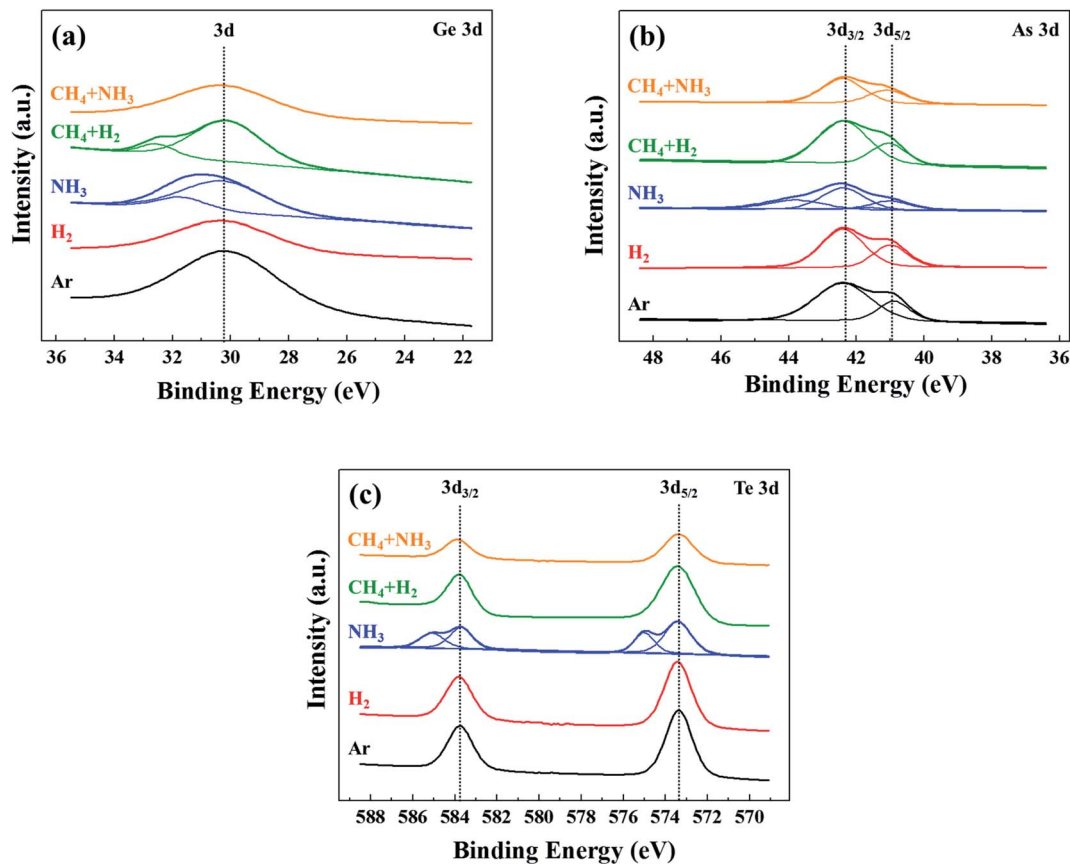 (a) 3d Ge 3d
CH₄+NH₃
CH₄+H₂
NH₃
H₂
Ar
Intensity (a.u.)
36 34 32 30 28 26 24 22
Binding Energy (eV)
(b) 3d₃/₂ 3d₅/₂ As 3d
CH₄+NH₃
CH₄+H₂
NH₃
H₂
Ar
Intensity (a.u.)
48 46 44 42 40 38 36
Binding Energy (eV)
(c) 3d₃/₂ 3d₅/₂ Te 3d
CH₄+NH₃
CH₄+H₂
NH₃
H₂
Ar
Intensity (a.u.)
588 586 584 582 580 578 576 574 572 570
Binding Energy (eV)